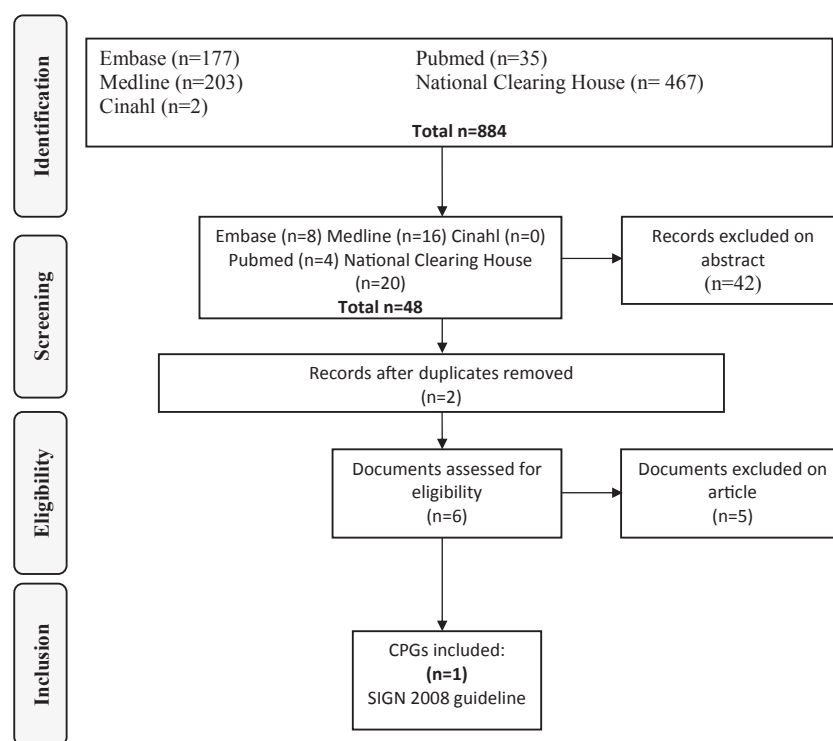 Identification
Embase (n=177)
Pubmed (n=35)
Medline (n=203)
National Clearing House (n= 467)
Cinahl (n=2)
Total n=884
Screening
Embase (n=8) Medline (n=16) Cinahl (n=0)
Pubmed (n=4) National Clearing House
(n=20)
Total n=48
Records excluded on
abstract
(n=42)
Records after duplicates removed
(n=2)
Eligibility
Documents assessed for
eligibility
(n=6)
Documents excluded on
article
(n=5)
Inclusion
CPGs included:
(n=1)
SIGN 2008 guideline